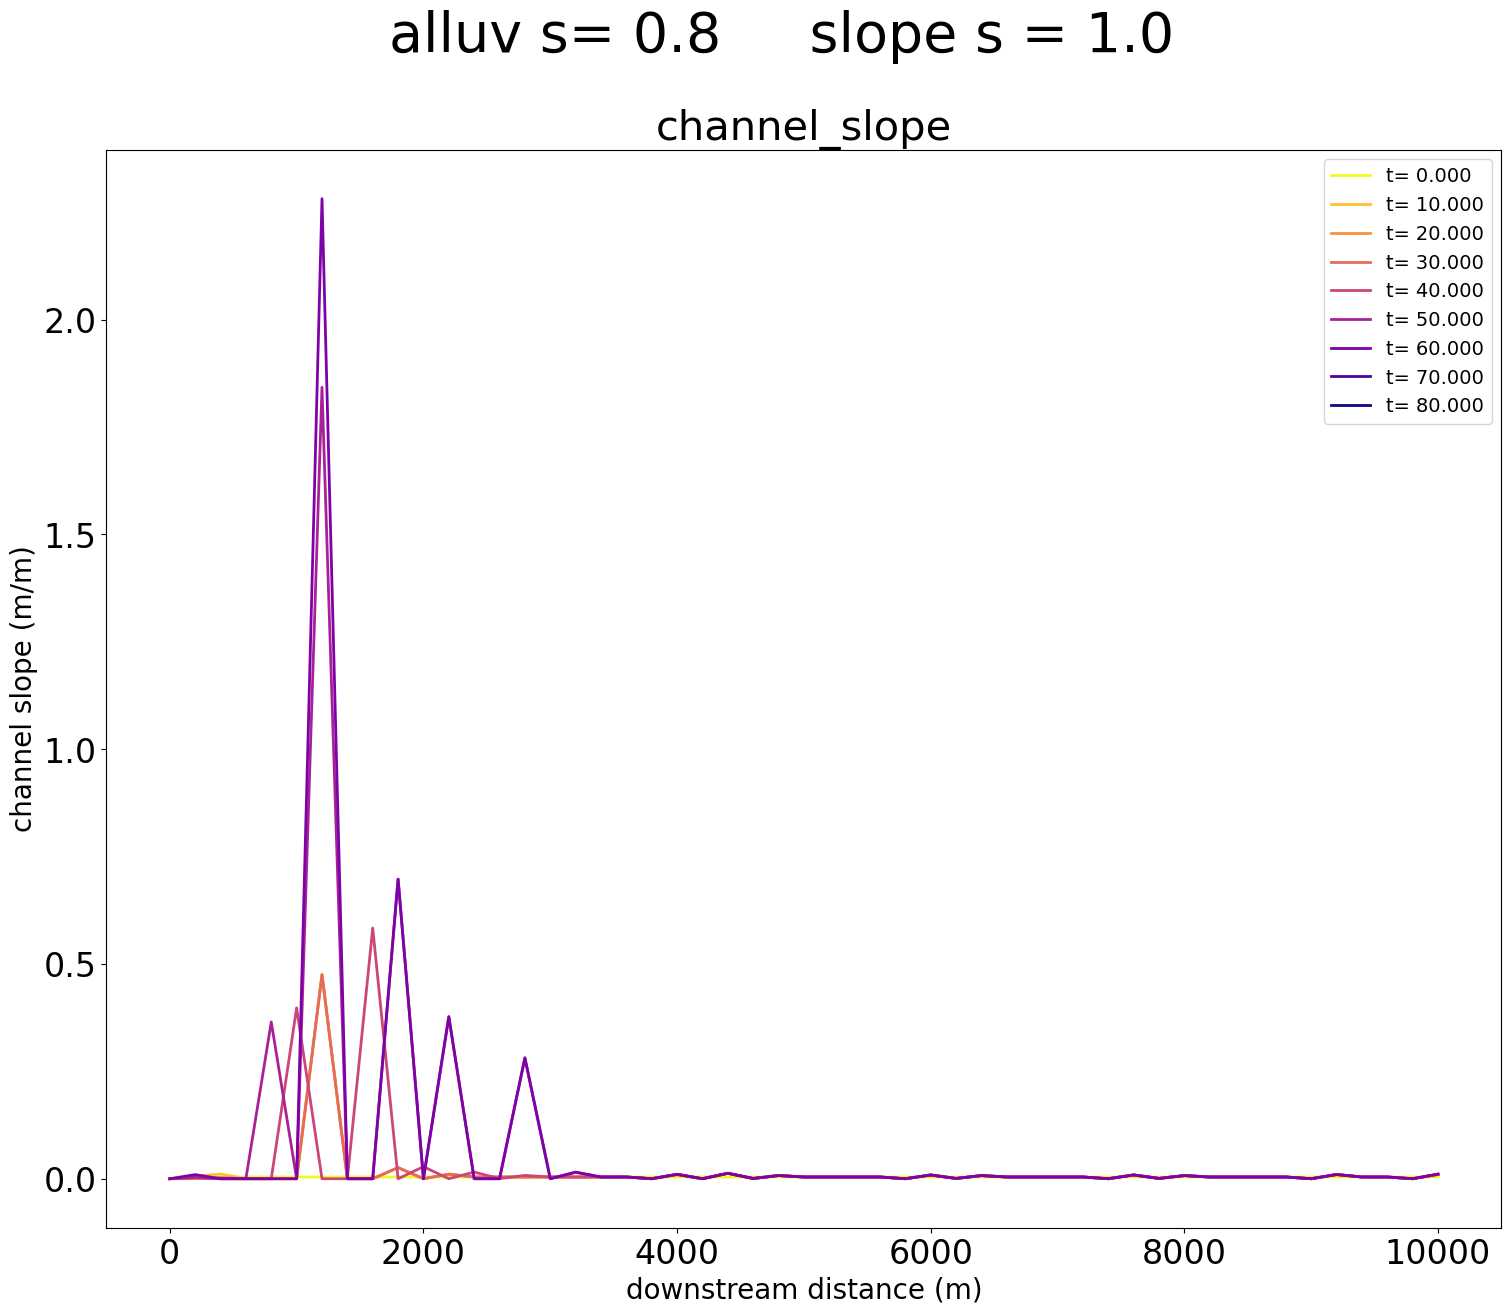 alluv s= 0.8     slope s = 1.0
channel_slope
t= 0.000
t= 10.000
t= 20.000
t= 30.000
t= 40.000
t= 50.000
t= 60.000
t= 70.000
t= 80.000
channel slope (m/m)
2.0
1.5
1.0
0.5
0.0
0 2000 4000 6000 8000 10000
downstream distance (m)